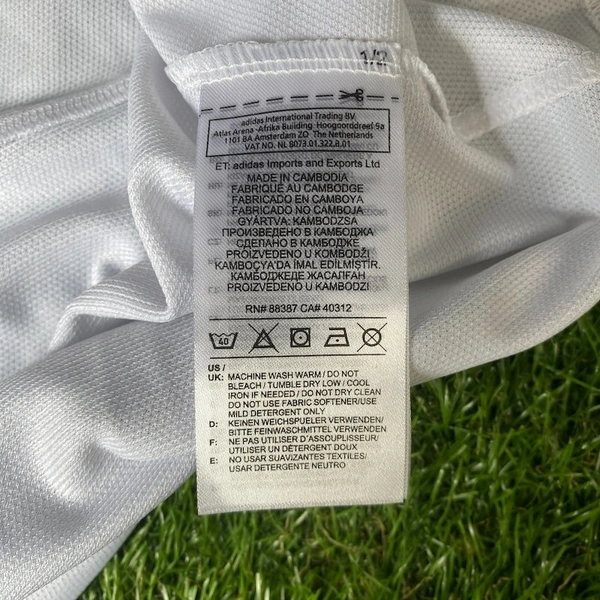 1/2
adidas International Trading BV
Atlas Arena -Afrika Building Hoogoorddreef 9a
1101 BA Amsterdam ZO The Netherlands
VAT NO. NL 8073.01.322.B.01
ET: adidas Imports and Exports Ltd
MADE IN CAMBODIA
FABRIQUÉ AU CAMBODGE
FABRICADO EN CAMBOYA
FABRICADO NO CAMBOJA
GYÁRTVA: KAMBODZSA
ПРОИЗВЕДЕНО В КАМБОДЖА
СДЕЛАНО В КАМБОДЖЕ
PROIZVEDENO U KOMBODŽI
KAMBOÇYA'DA İMAL EDİLMİŞTİR.
КАМБОДЖЕДЕ ЖАСАЛҒАН
PROIZVEDENO U KAMBODŽI
RN# 88387 CA# 40312
40
US /
UK: MACHINE WASH WARM / DO NOT
BLEACH / TUMBLE DRY LOW / COOL
IRON IF NEEDED / DO NOT DRY CLEAN
DO NOT USE FABRIC SOFTENER/USE
MILD DETERGENT ONLY
D: KEINEN WEICHSPUELER VERWENDEN/
BITTE FEINWASCHMITTEL VERWENDEN
F: NE PAS UTILISER D'ASSOUPLISSEUR/
UTILISER UN DÉTERGENT DOUX
E: NO USAR SUAVIZANTES TEXTILES/
USAR DETERGENTE NEUTRO